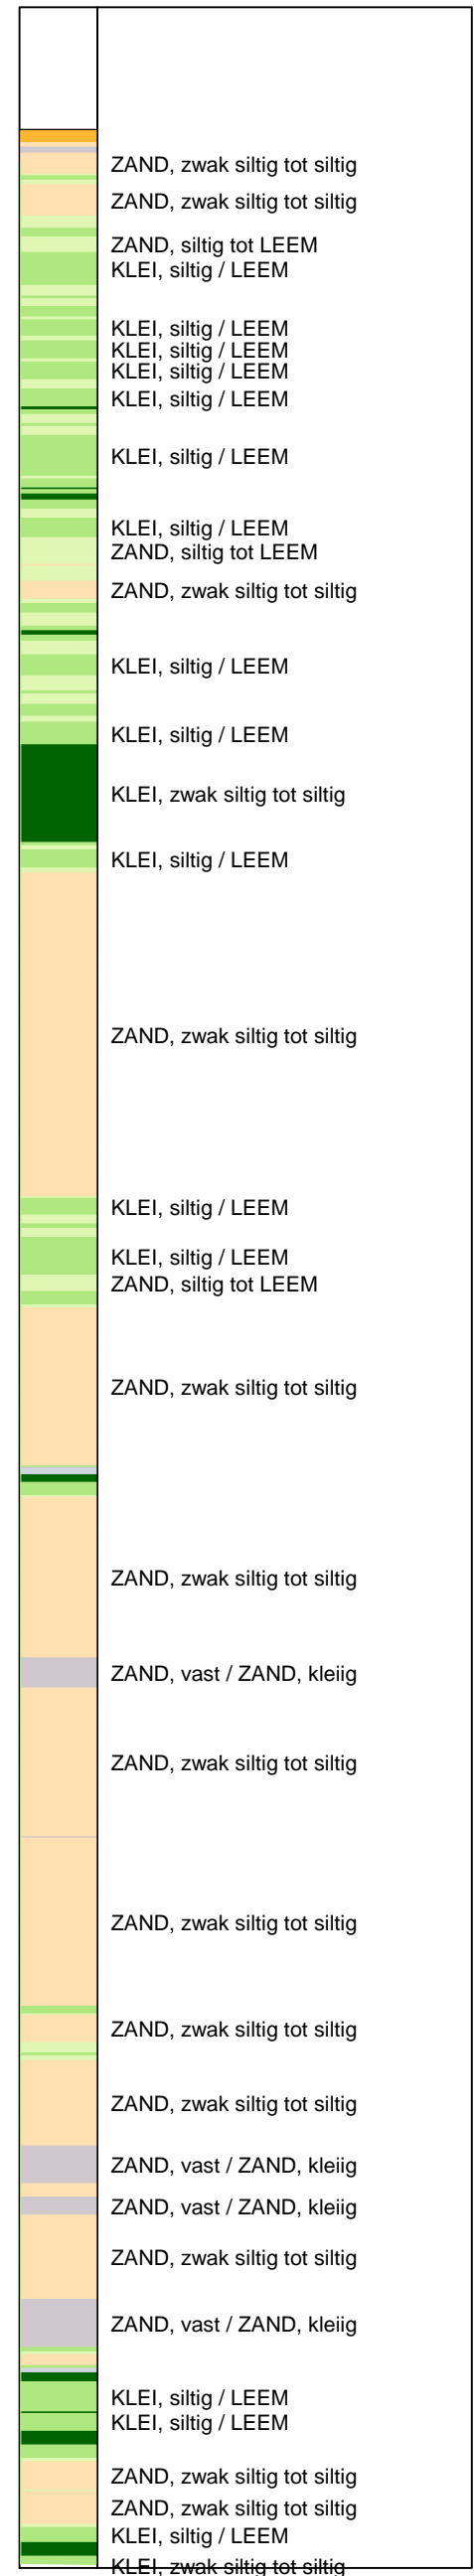 ZAND, zwak siltig tot siltig
ZAND, zwak siltig tot siltig
ZAND, siltig tot LEEM
KLEI, siltig / LEEM
KLEI, siltig / LEEM
KLEI, siltig / LEEM
KLEI, siltig / LEEM
KLEI, siltig / LEEM
KLEI, siltig / LEEM
KLEI, siltig / LEEM
ZAND, siltig tot LEEM
ZAND, zwak siltig tot siltig
KLEI, siltig / LEEM
KLEI, siltig / LEEM
KLEI, zwak siltig tot siltig
KLEI, siltig / LEEM
ZAND, zwak siltig tot siltig
KLEI, siltig / LEEM
KLEI, siltig / LEEM
ZAND, siltig tot LEEM
ZAND, zwak siltig tot siltig
ZAND, zwak siltig tot siltig
ZAND, vast / ZAND, kleiig
ZAND, zwak siltig tot siltig
ZAND, zwak siltig tot siltig
ZAND, zwak siltig tot siltig
ZAND, zwak siltig tot siltig
ZAND, vast / ZAND, kleiig
ZAND, vast / ZAND, kleiig
ZAND, zwak siltig tot siltig
ZAND, vast / ZAND, kleiig
KLEI, siltig / LEEM
KLEI, siltig / LEEM
ZAND, zwak siltig tot siltig
ZAND, zwak siltig tot siltig
KLEI, siltig / LEEM
KLEI, zwak siltig tot siltig